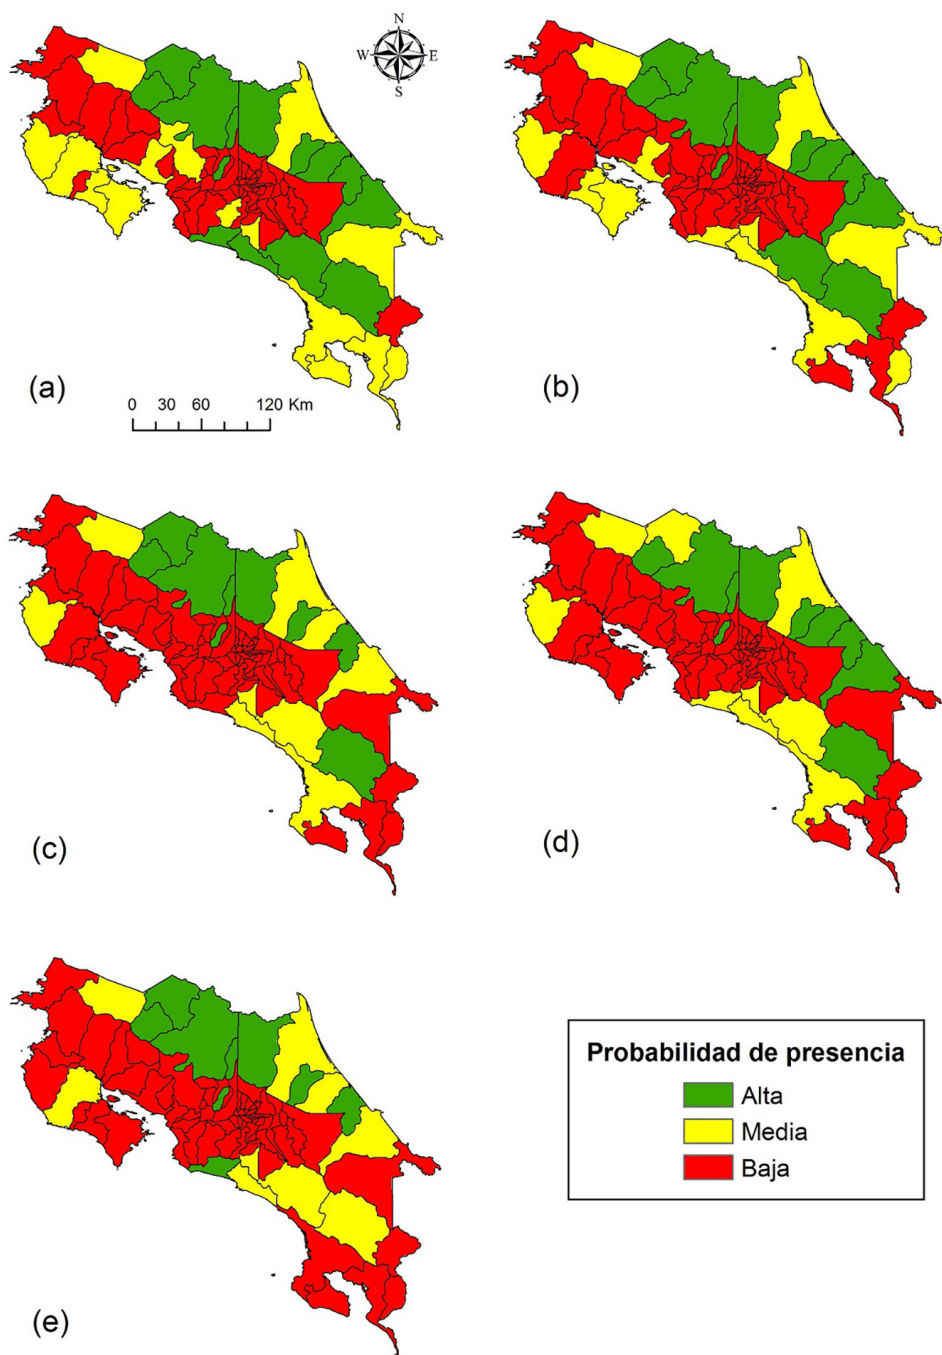 N
W E
S
(a)
0 30 60 120 Km
(b)
(c)
(d)
(e)
Probabilidad de presencia
Alta
Media
Baja